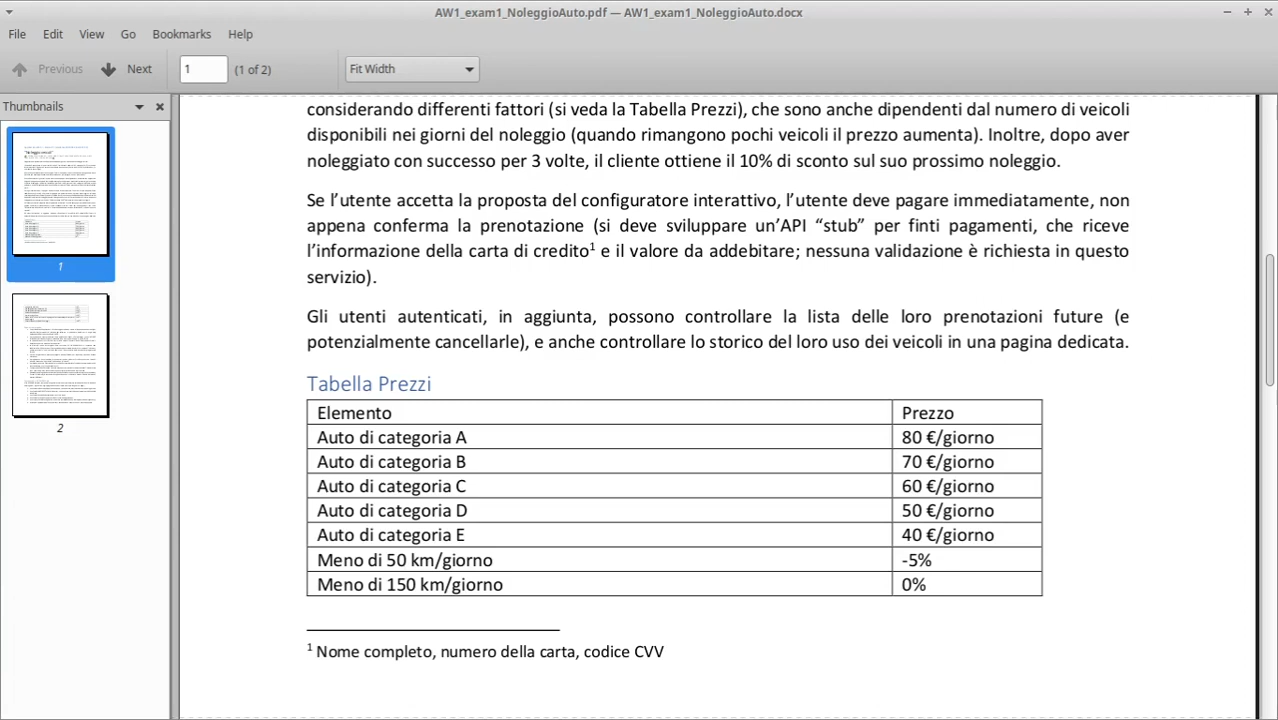 AW1_exam1_NoleggioAuto.pdf — AW1_exam1_NoleggioAuto.docx
File Edit View Go Bookmarks Help
Previous Next 1 (1 of 2) Fit Width
Thumbnails
1
2
considerando differenti fattori (si veda la Tabella Prezzi), che sono anche dipendenti dal numero di veicoli
disponibili nei giorni del noleggio (quando rimangono pochi veicoli il prezzo aumenta). Inoltre, dopo aver
noleggiato con successo per 3 volte, il cliente ottiene il 10% di sconto sul suo prossimo noleggio.
Se l’utente accetta la proposta del configuratore interattivo, l’utente deve pagare immediatamente, non
appena conferma la prenotazione (si deve sviluppare un’API “stub” per finti pagamenti, che riceve
l’informazione della carta di credito¹ e il valore da addebitare; nessuna validazione è richiesta in questo
servizio).
Gli utenti autenticati, in aggiunta, possono controllare la lista delle loro prenotazioni future (e
potenzialmente cancellarle), e anche controllare lo storico del loro uso dei veicoli in una pagina dedicata.
Tabella Prezzi
Elemento Prezzo
Auto di categoria A 80 €/giorno
Auto di categoria B 70 €/giorno
Auto di categoria C 60 €/giorno
Auto di categoria D 50 €/giorno
Auto di categoria E 40 €/giorno
Meno di 50 km/giorno -5%
Meno di 150 km/giorno 0%
¹ Nome completo, numero della carta, codice CVV